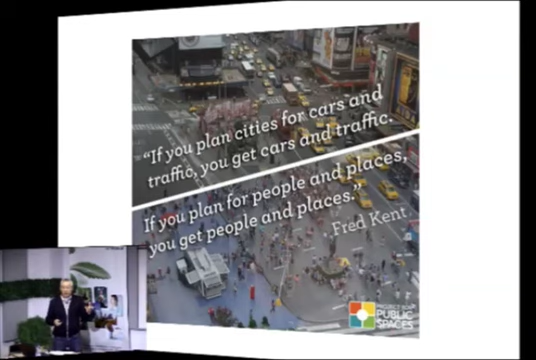 “If you plan cities for cars and
traffic, you get cars and traffic.
If you plan for people and places,
you get people and places.”
Fred Kent
PROJECT FOR
PUBLIC
SPACES